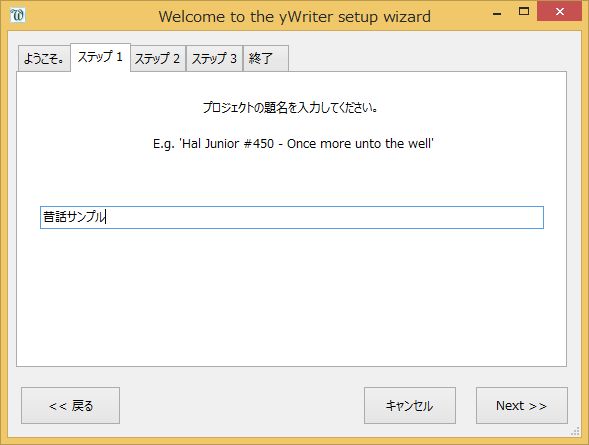 Welcome to the yWriter setup wizard
ようこそ。 ステップ 1 ステップ 2 ステップ 3 終了
プロジェクトの題名を入力してください。
E.g. 'Hal Junior #450 - Once more unto the well'
昔話サンプル
<< 戻る キャンセル Next >>